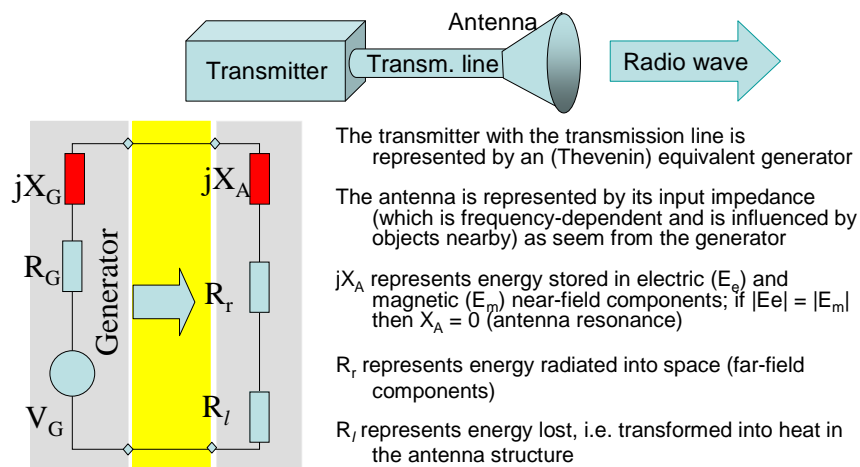 Antenna
Transmitter
Transm. line
Radio wave
jX_G
R_G
V_G
Generator
jX_A
R_r
R_l
The transmitter with the transmission line is
represented by an (Thevenin) equivalent generator
The antenna is represented by its input impedance
(which is frequency-dependent and is influenced by
objects nearby) as seem from the generator
jX_A represents energy stored in electric (E_e) and
magnetic (E_m) near-field components; if |Ee| = |E_m|
then X_A = 0 (antenna resonance)
R_r represents energy radiated into space (far-field
components)
R_l represents energy lost, i.e. transformed into heat in
the antenna structure